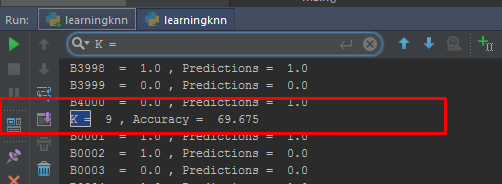 Run: learningknn learningknn
K =
B3998 = 1.0 , Predictions = 1.0
B3999 = 0.0 , Predictions = 0.0
B4000 = 0.0 , Predictions = 1.0
K = 9 , Accuracy = 69.675
B0001 = 1.0 , Predictions = 1.0
B0002 = 1.0 , Predictions = 0.0
B0003 = 0.0 , Predictions = 0.0